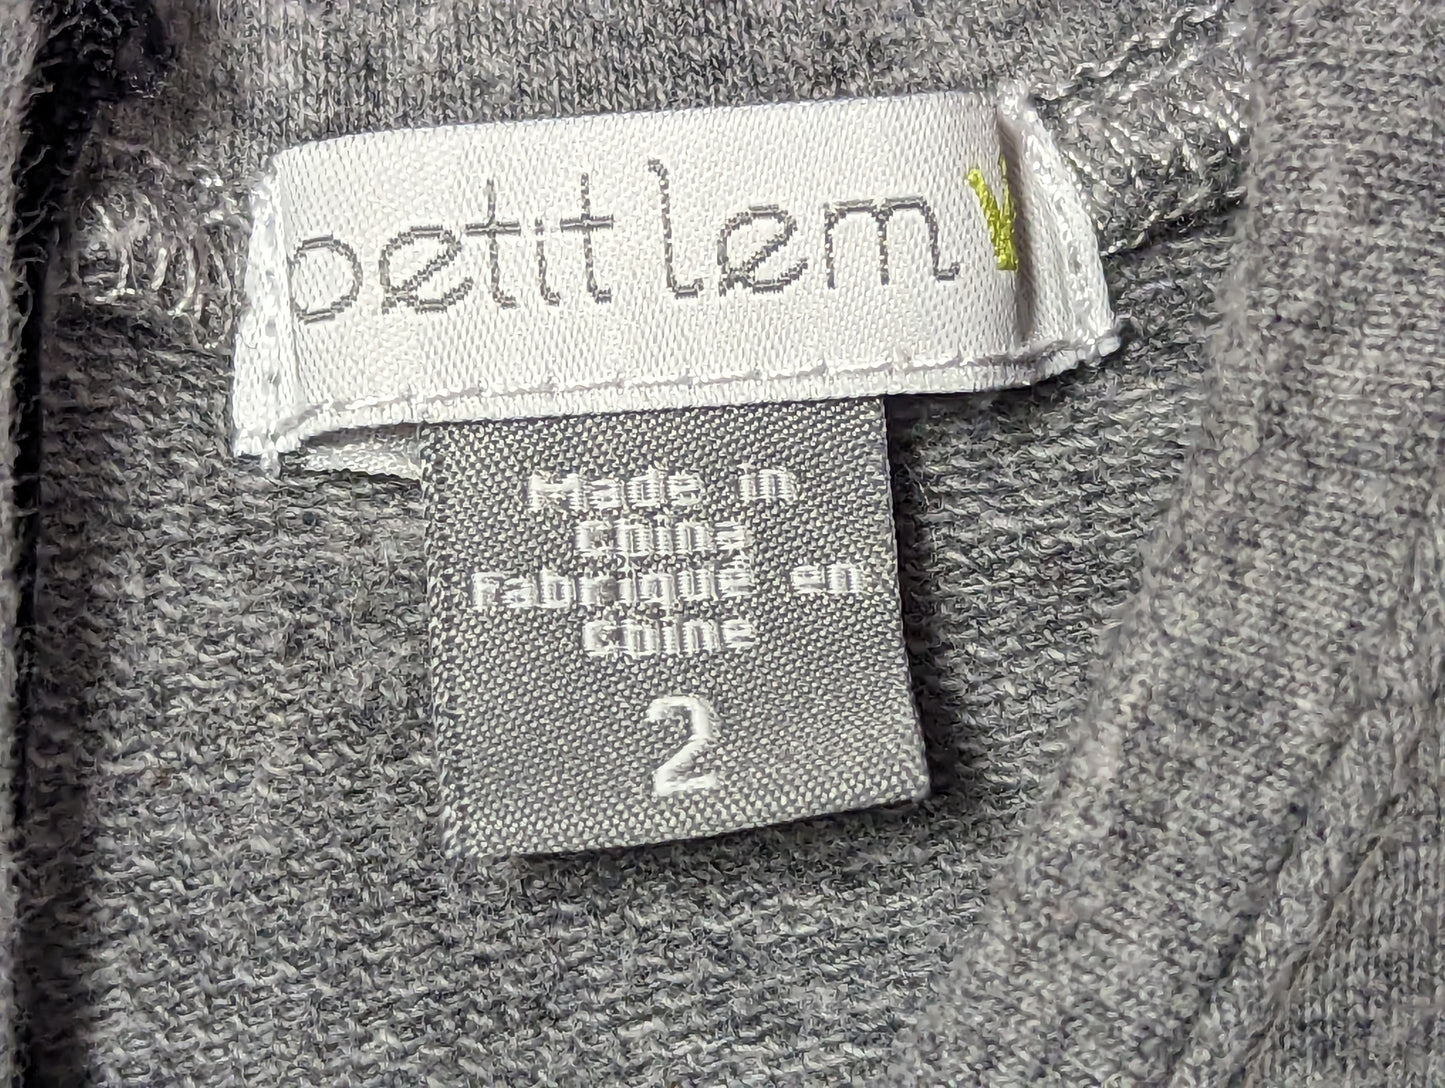 petit lem
Made in
China
Fabriqué en
Chine
2